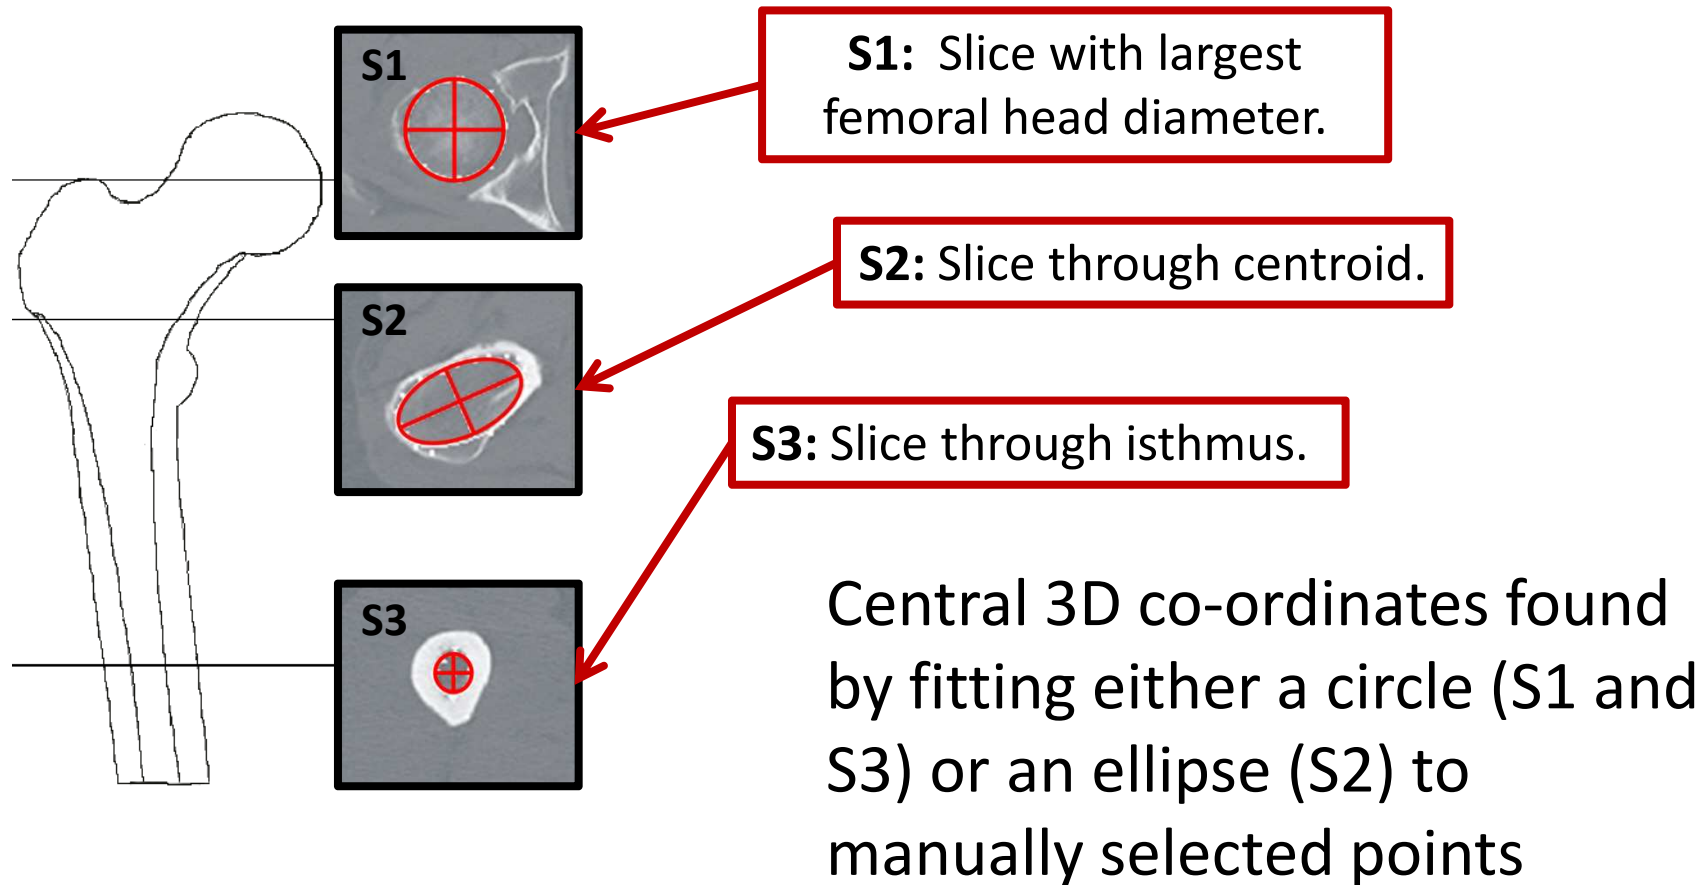 S1
S1: Slice with largest
femoral head diameter.
S2: Slice through centroid.
S2
S3: Slice through isthmus.
S3
Central 3D co-ordinates found
by fitting either a circle (S1 and
S3) or an ellipse (S2) to
manually selected points